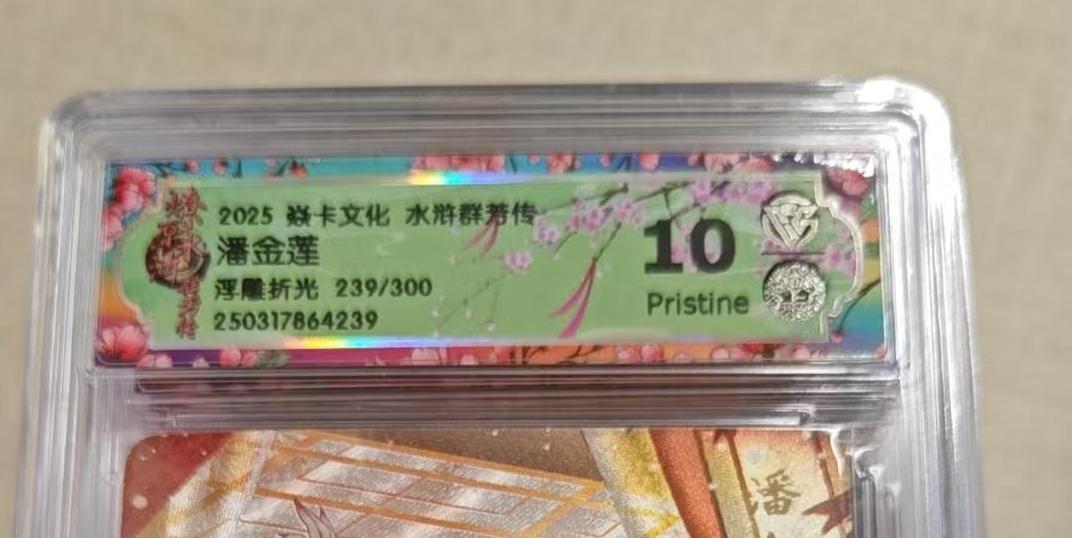 2025 焱卡文化 水浒群芳传
潘金莲
浮雕折光 239/300
250317864239
10
Pristine
潘